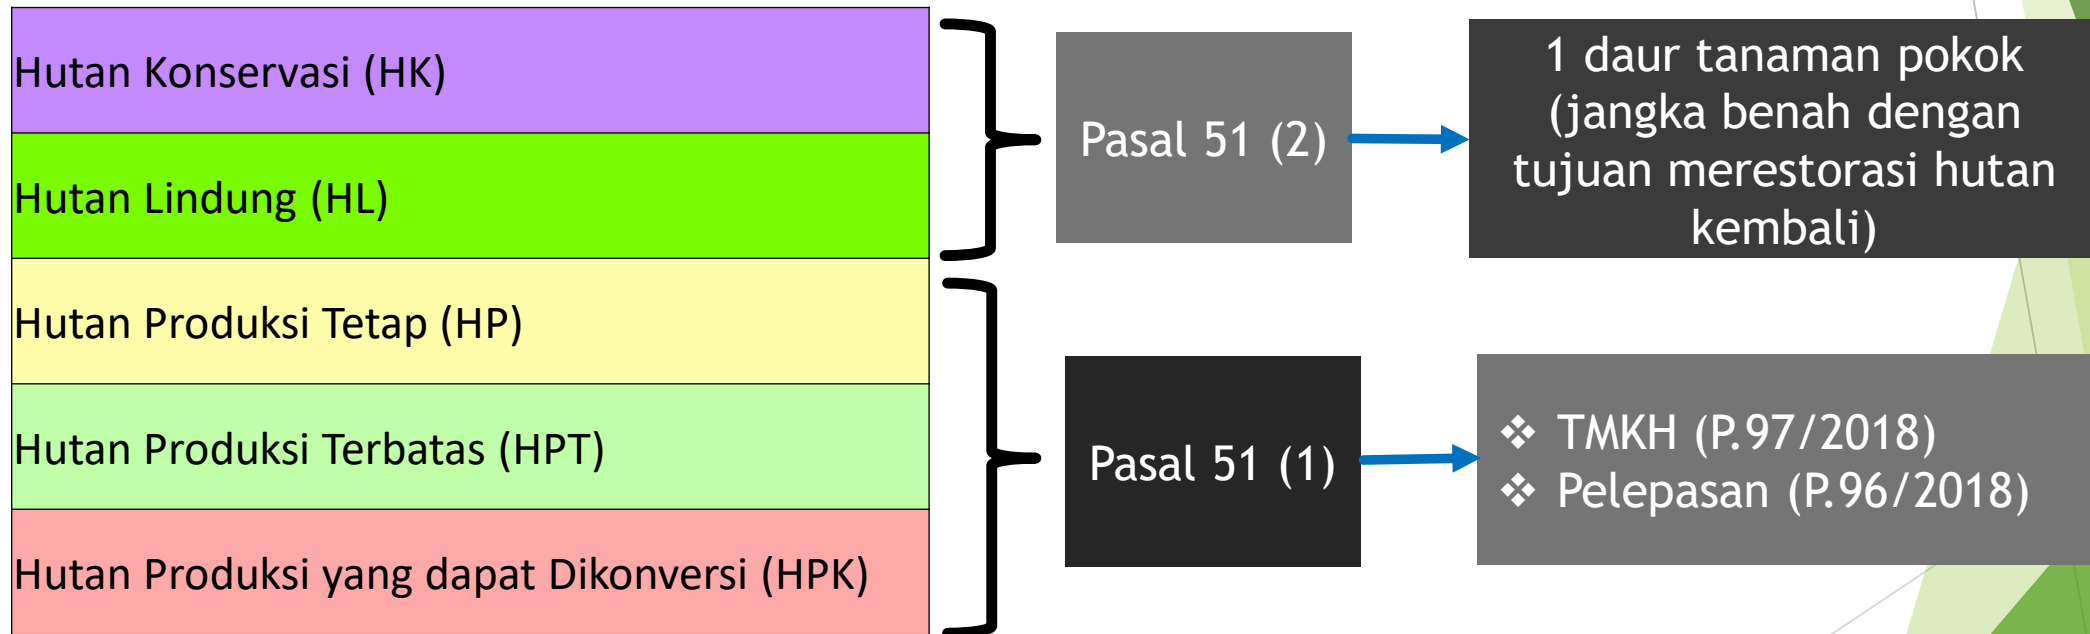 Hutan Konservasi (HK)
Hutan Lindung (HL)
Hutan Produksi Tetap (HP)
Hutan Produksi Terbatas (HPT)
Hutan Produksi yang dapat Dikonversi (HPK)
Pasal 51 (2)
1 daur tanaman pokok
(jangka benah dengan
tujuan merestorasi hutan
kembali)
Pasal 51 (1)
❖ TMKH (P.97/2018)
❖ Pelepasan (P.96/2018)